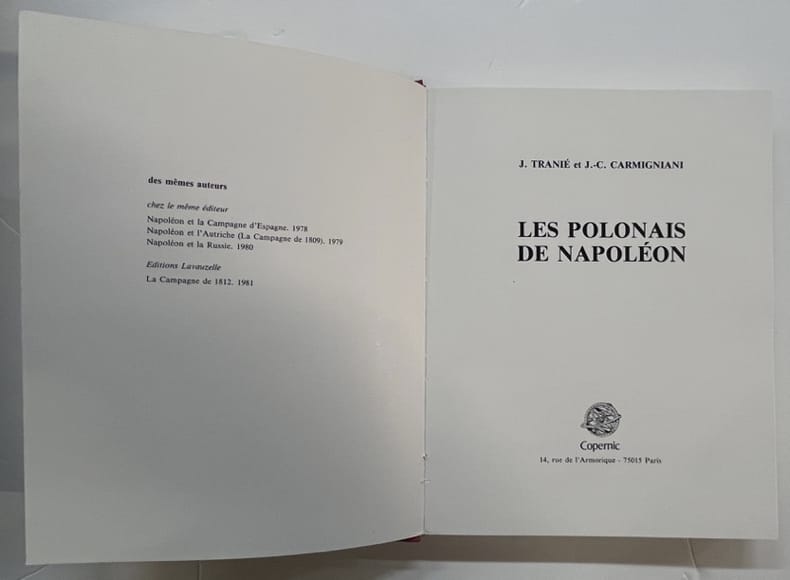 des mêmes auteurs
chez le même éditeur
Napoléon et la Campagne d'Espagne. 1978
Napoléon et l'Autriche (La Campagne de 1809). 1979
Napoléon et la Russie. 1980
Editions Lavauzelle
La Campagne de 1812. 1981
J. TRANIÉ et J.-C. CARMIGNIANI
LES POLONAIS
DE NAPOLÉON
Copernic
14, rue de l'Armorique - 75015 Paris